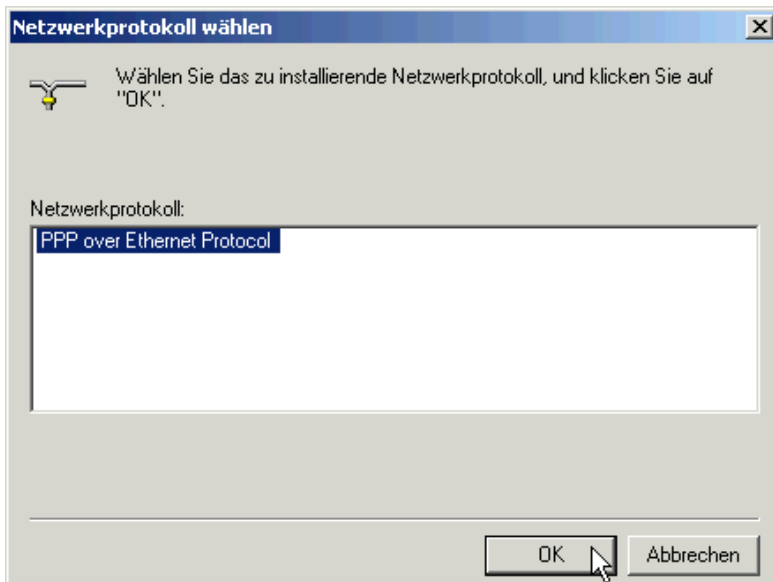 Netzwerkprotokoll wählen
Wählen Sie das zu installierende Netzwerkprotokoll, und klicken Sie auf
"OK".
Netzwerkprotokoll:
PPP over Ethernet Protocol
OK
Abbrechen